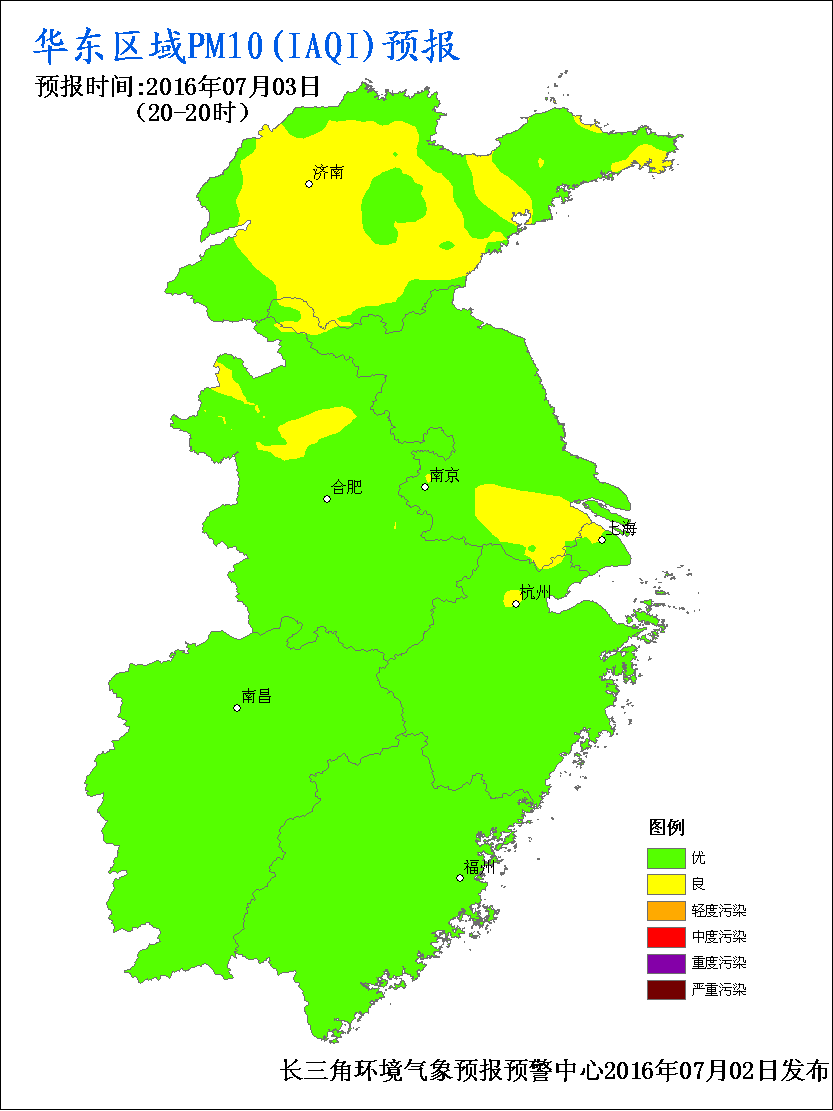 华东区域PM10(IAQI)预报
预报时间:2016年07月03日
（20-20时）
济南
南京
合肥
上海
杭州
南昌
福州
图例
优
良
轻度污染
中度污染
重度污染
严重污染
长三角环境气象预报预警中心2016年07月02日发布